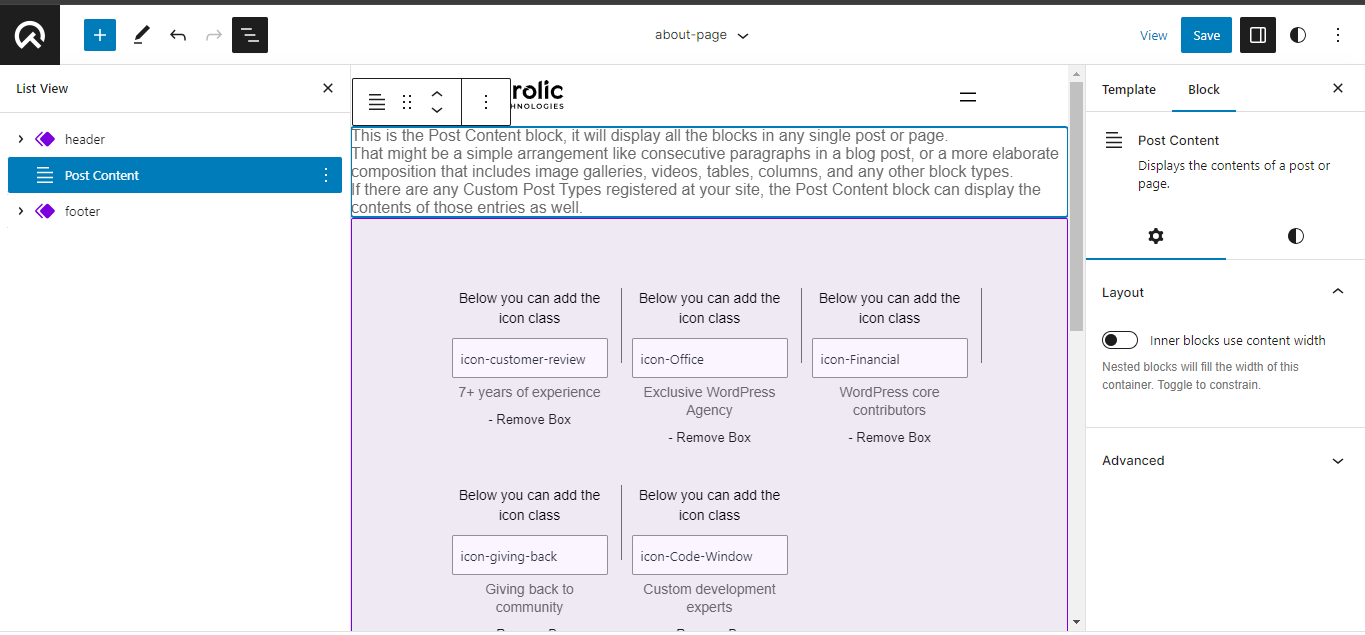 about-page
View
Save
List View
header
Post Content
footer
rolic
HNOLOGIES
This is the Post Content block, it will display all the blocks in any single post or page.
That might be a simple arrangement like consecutive paragraphs in a blog post, or a more elaborate
composition that includes image galleries, videos, tables, columns, and any other block types.
If there are any Custom Post Types registered at your site, the Post Content block can display the
contents of those entries as well.
Below you can add the
icon class
icon-customer-review
7+ years of experience
- Remove Box
Below you can add the
icon class
icon-Office
Exclusive WordPress
Agency
- Remove Box
Below you can add the
icon class
icon-Financial
WordPress core
contributors
- Remove Box
Below you can add the
icon class
icon-giving-back
Giving back to
community
Below you can add the
icon class
icon-Code-Window
Custom development
experts
Template
Block
Post Content
Displays the contents of a post or
page.
Layout
Inner blocks use content width
Nested blocks will fill the width of this
container. Toggle to constrain.
Advanced